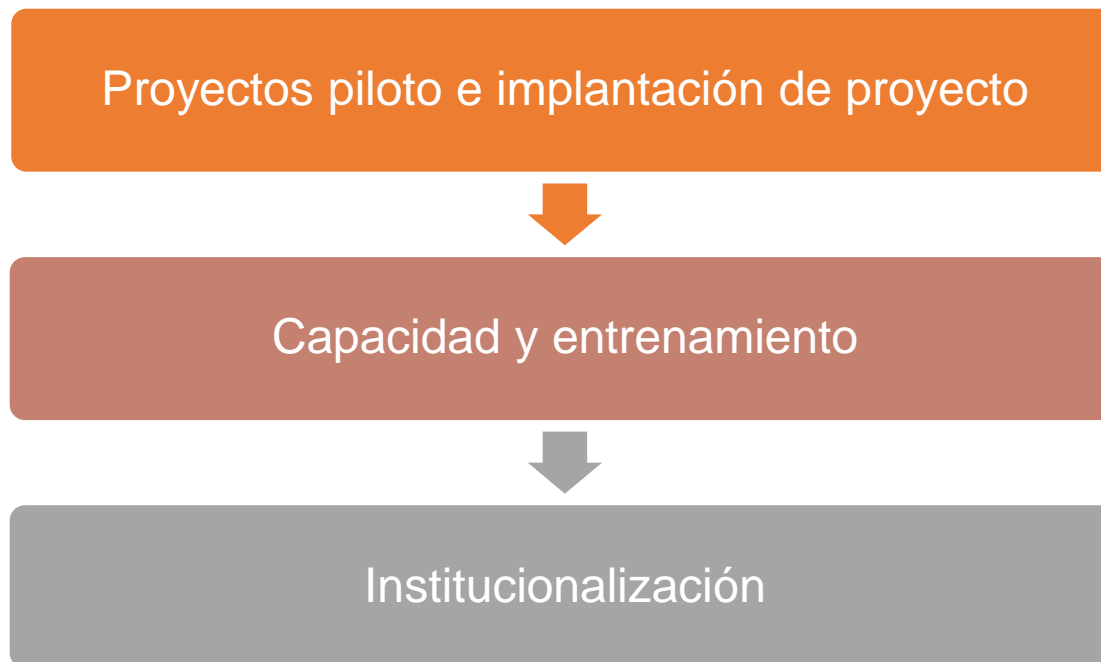 Proyectos piloto e implantación de proyecto
Capacidad y entrenamiento
Institucionalización